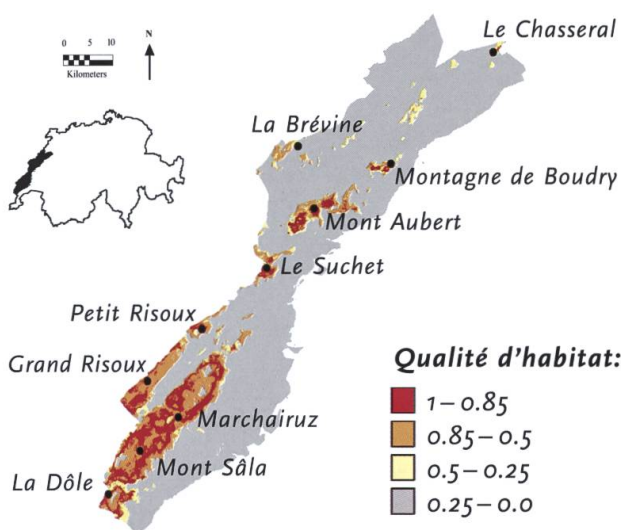 Le Chasseral
0 5 10
N
Kilometers
La Brévine
Montagne de Boudry
Mont Aubert
Le Suchet
Petit Risoux
Grand Risoux
Marchairuz
Mont Sâla
La Dôle
Qualité d'habitat:
1–0.85
0.85–0.5
0.5–0.25
0.25–0.0